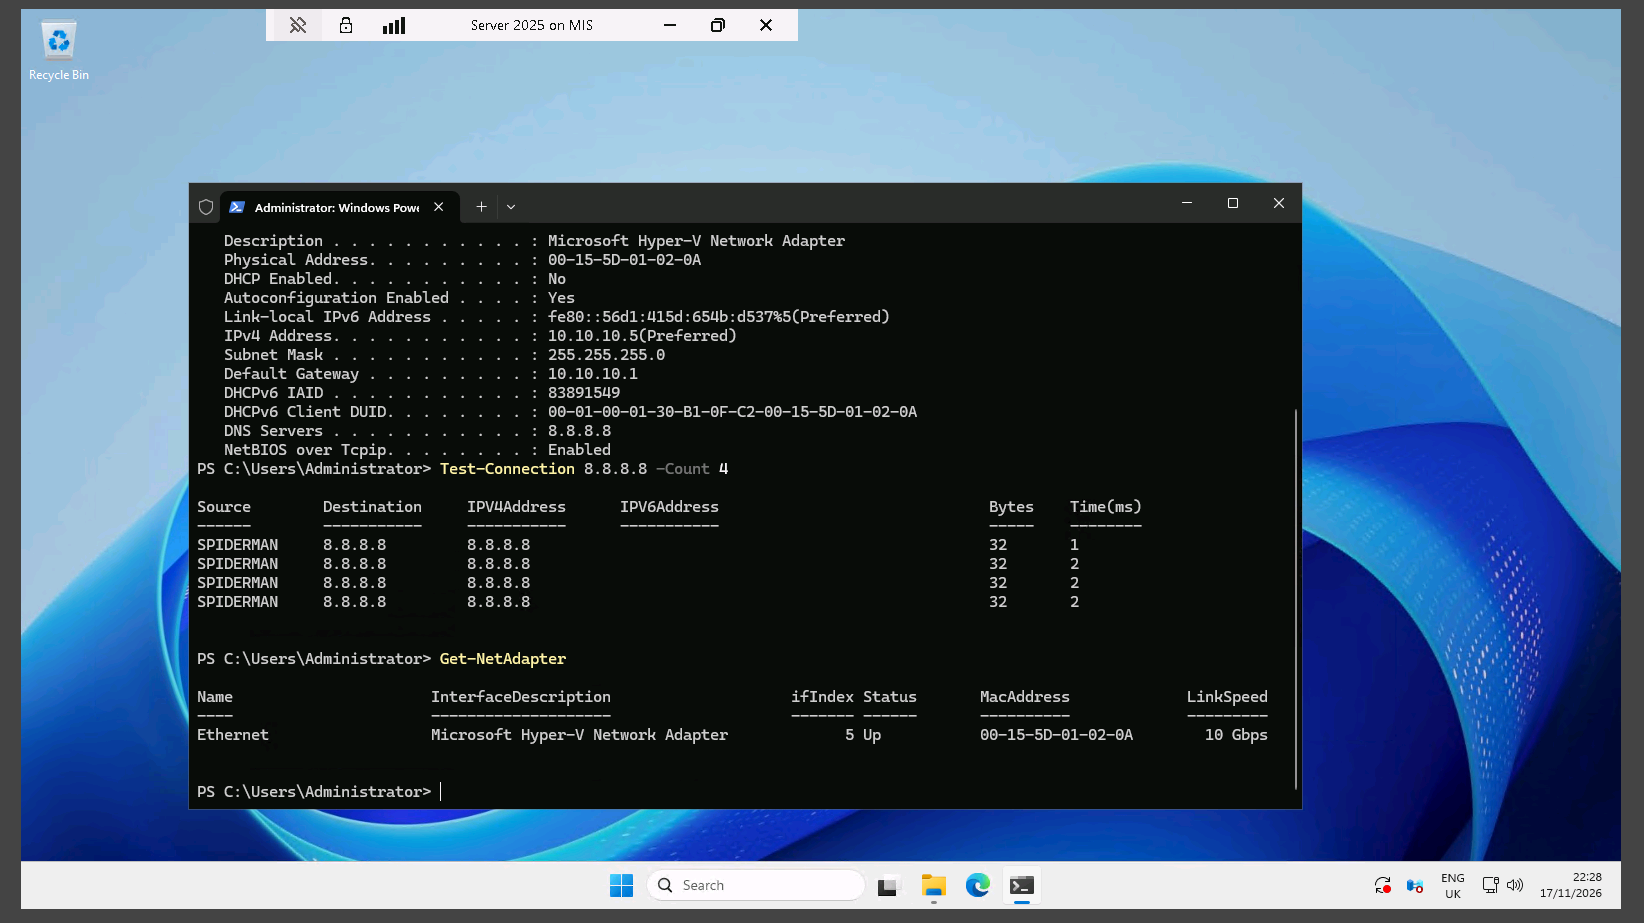 Server 2025 on MIS
Recycle Bin
Administrator: Windows Powe
Description . . . . . . . . . . . : Microsoft Hyper-V Network Adapter
Physical Address. . . . . . . . . : 00-15-5D-01-02-0A
DHCP Enabled. . . . . . . . . . . : No
Autoconfiguration Enabled . . . . : Yes
Link-local IPv6 Address . . . . . : fe80::56d1:415d:654b:d537%5(Preferred)
IPv4 Address. . . . . . . . . . . : 10.10.10.5(Preferred)
Subnet Mask . . . . . . . . . . . : 255.255.255.0
Default Gateway . . . . . . . . . : 10.10.10.1
DHCPv6 IAID . . . . . . . . . . . : 83891549
DHCPv6 Client DUID. . . . . . . . : 00-01-00-01-30-B1-0F-C2-00-15-5D-01-02-0A
DNS Servers . . . . . . . . . . . : 8.8.8.8
NetBIOS over Tcpip. . . . . . . . : Enabled
PS C:\Users\Administrator> Test-Connection 8.8.8.8 -Count 4
Source Destination IPV4Address IPV6Address Bytes Time(ms)
------ ----------- ----------- ----------- ----- --------
SPIDERMAN 8.8.8.8 8.8.8.8 32 1
SPIDERMAN 8.8.8.8 8.8.8.8 32 2
SPIDERMAN 8.8.8.8 8.8.8.8 32 2
SPIDERMAN 8.8.8.8 8.8.8.8 32 2
PS C:\Users\Administrator> Get-NetAdapter
Name InterfaceDescription ifIndex Status MacAddress LinkSpeed
---- -------------------- ------- ------ ---------- ---------
Ethernet Microsoft Hyper-V Network Adapter 5 Up 00-15-5D-01-02-0A 10 Gbps
PS C:\Users\Administrator>
Search
ENG
UK
22:28
17/11/2026